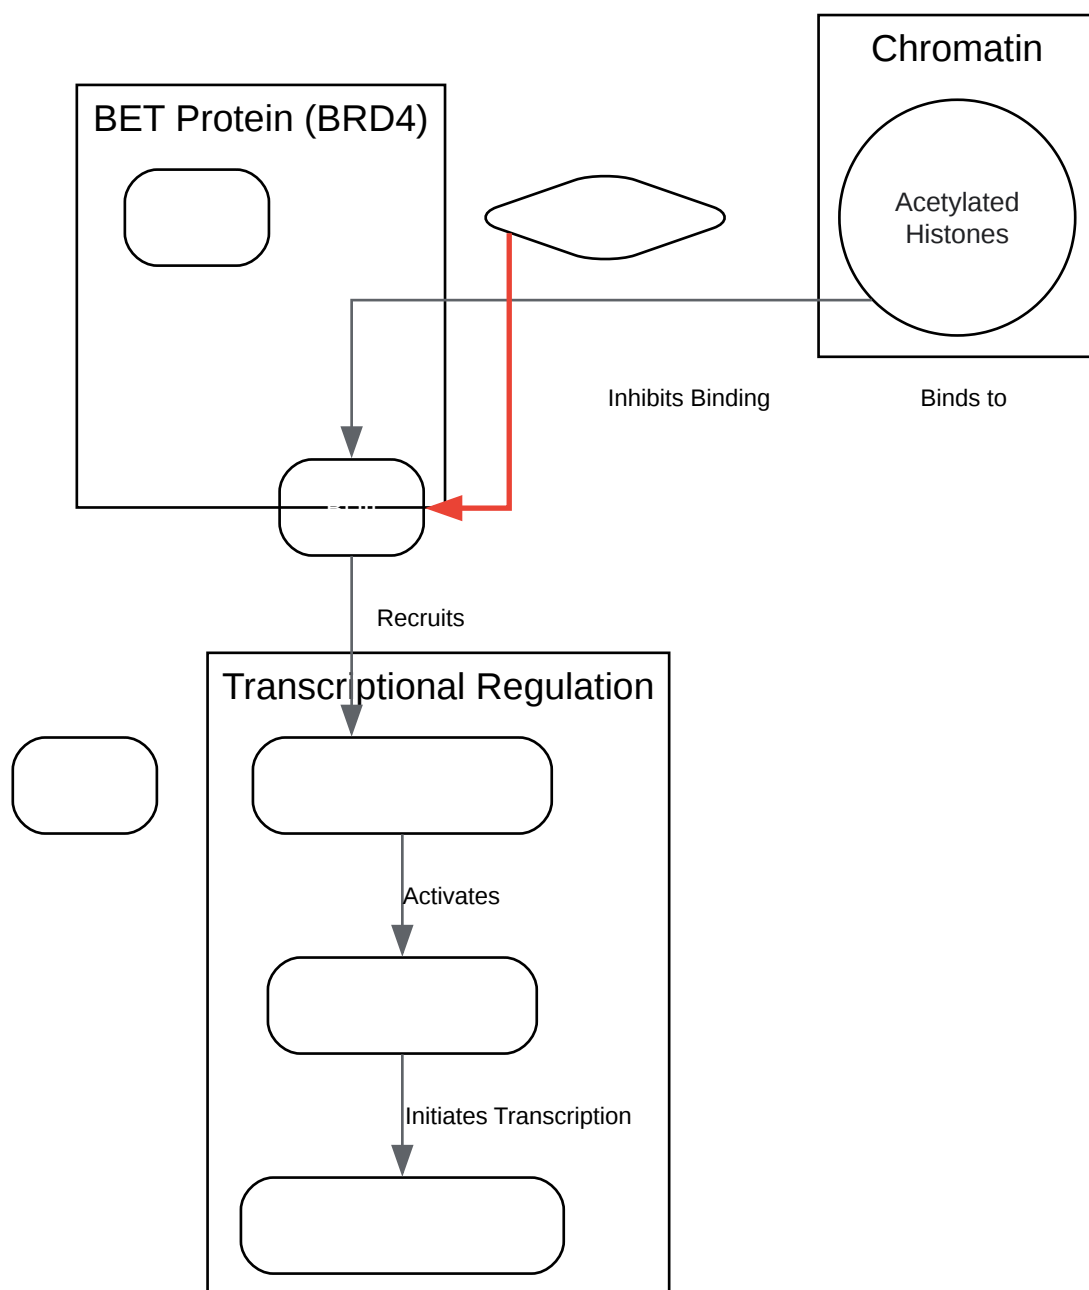 Chromatin
BET Protein (BRD4)
Acetylated
Histones
Inhibits Binding
Binds to
Recruits
Transcriptional Regulation
Activates
Initiates Transcription